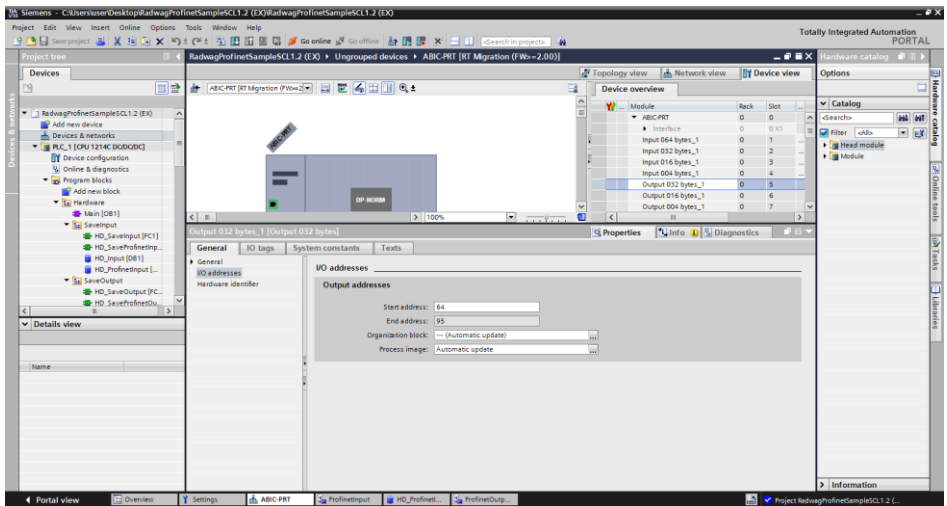 Siemens - C:\Users\user\Desktop\RadwagProfinetSampleSCL1.2 (EX)\RadwagProfinetSampleSCL1.2 (EX)
Project Edit View Insert Online Options Tools Window Help
Totally Integrated Automation
PORTAL
Save project Go online Go offline <Search in project>
Project tree
RadwagProfinetSampleSCL1.2 (EX) Ungrouped devices ABIC-PRT [RT Migration (FW>=2.00)]
Hardware catalog
Devices
Topology view Network view Device view
Options
ABIC-PRT [RT Migration (FW>=2
Device overview
Module Rack Slot ...
ABIC-PRT 0 0
Interface 0 0 X1
Input 064 bytes_1 0 1
Input 032 bytes_1 0 2
Input 016 bytes_1 0 3
Input 004 bytes_1 0 4
Output 032 bytes_1 0 5
Output 016 bytes_1 0 6
Output 004 bytes_1 0 7
Catalog
<Search>
Filter <All>
Head module
Module
RadwagProfinetSampleSCL1.2 (EX)
Add new device
Devices & networks
PLC_1 [CPU 1214C DC/DC/DC]
Device configuration
Online & diagnostics
Program blocks
Add new block
Hardware
Main [OB1]
SaveInput
HD_SaveInput [FC1]
HD_SaveProfinetInp...
HD_Input [DB1]
HD_ProfinetInput [...
SaveOutput
HD_SaveOutput [FC...
HD_SaveProfinetOu...
ABIC-PRT
DP-NORM
100%
Output 032 bytes_1 [Output 032 bytes]
Properties Info Diagnostics
General IO tags System constants Texts
General
I/O addresses
Hardware identifier
I/O addresses
Output addresses
Start address: 64
End address: 95
Organization block: --- (Automatic update)
Process image: Automatic update
Details view
Name
Devices & networks
Hardware catalog
Online tools
Tasks
Libraries
Information
Portal view Overview Settings ABIC-PRT ProfinetInput HD_Profineti... ProfinetOutp...
Project RadwagProfinetSampleSCL1.2 (...